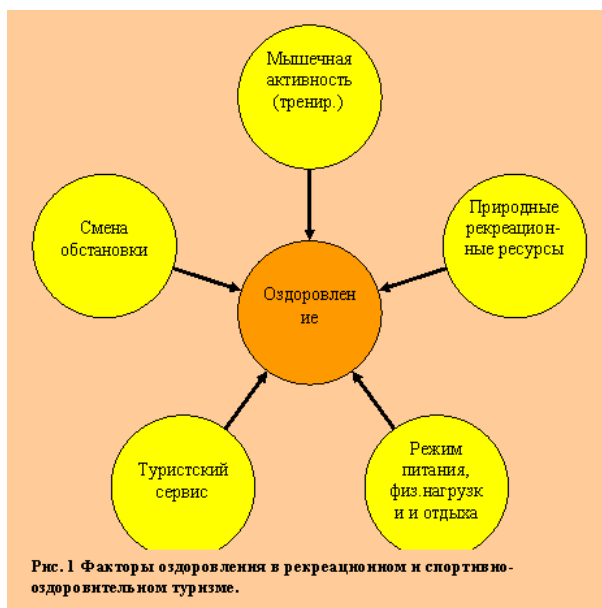 Мышечная
активность
(тренир.)
Смена
обстановки
Природные
рекреацион-
ные ресурсы
Оздоровлен
ие
Туристский
сервис
Режим
питания,
физ.нагрузк
и и отдыха
Рис. 1 Факторы оздоровления в рекреационном и спортивно-
оздоровительном туризме.